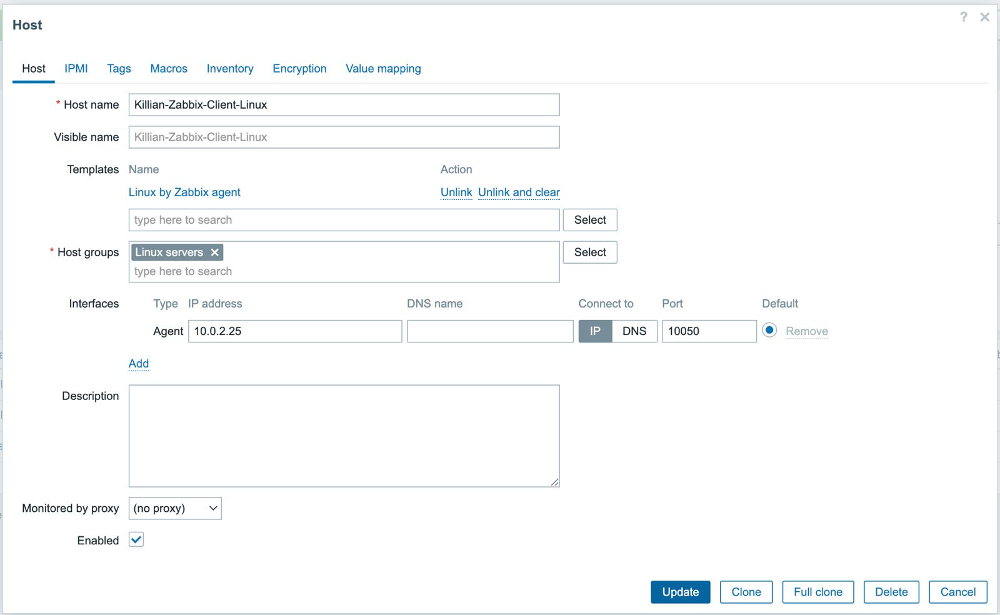 Host
?
Host IPMI Tags Macros Inventory Encryption Value mapping
* Host name Killian-Zabbix-Client-Linux
Visible name Killian-Zabbix-Client-Linux
Templates Name Action
Linux by Zabbix agent Unlink Unlink and clear
type here to search Select
* Host groups Linux servers Select
type here to search
Interfaces Type IP address DNS name Connect to Port Default
Agent 10.0.2.25 IP DNS 10050 Remove
Add
Description
Monitored by proxy (no proxy)
Enabled
Update Clone Full clone Delete Cancel